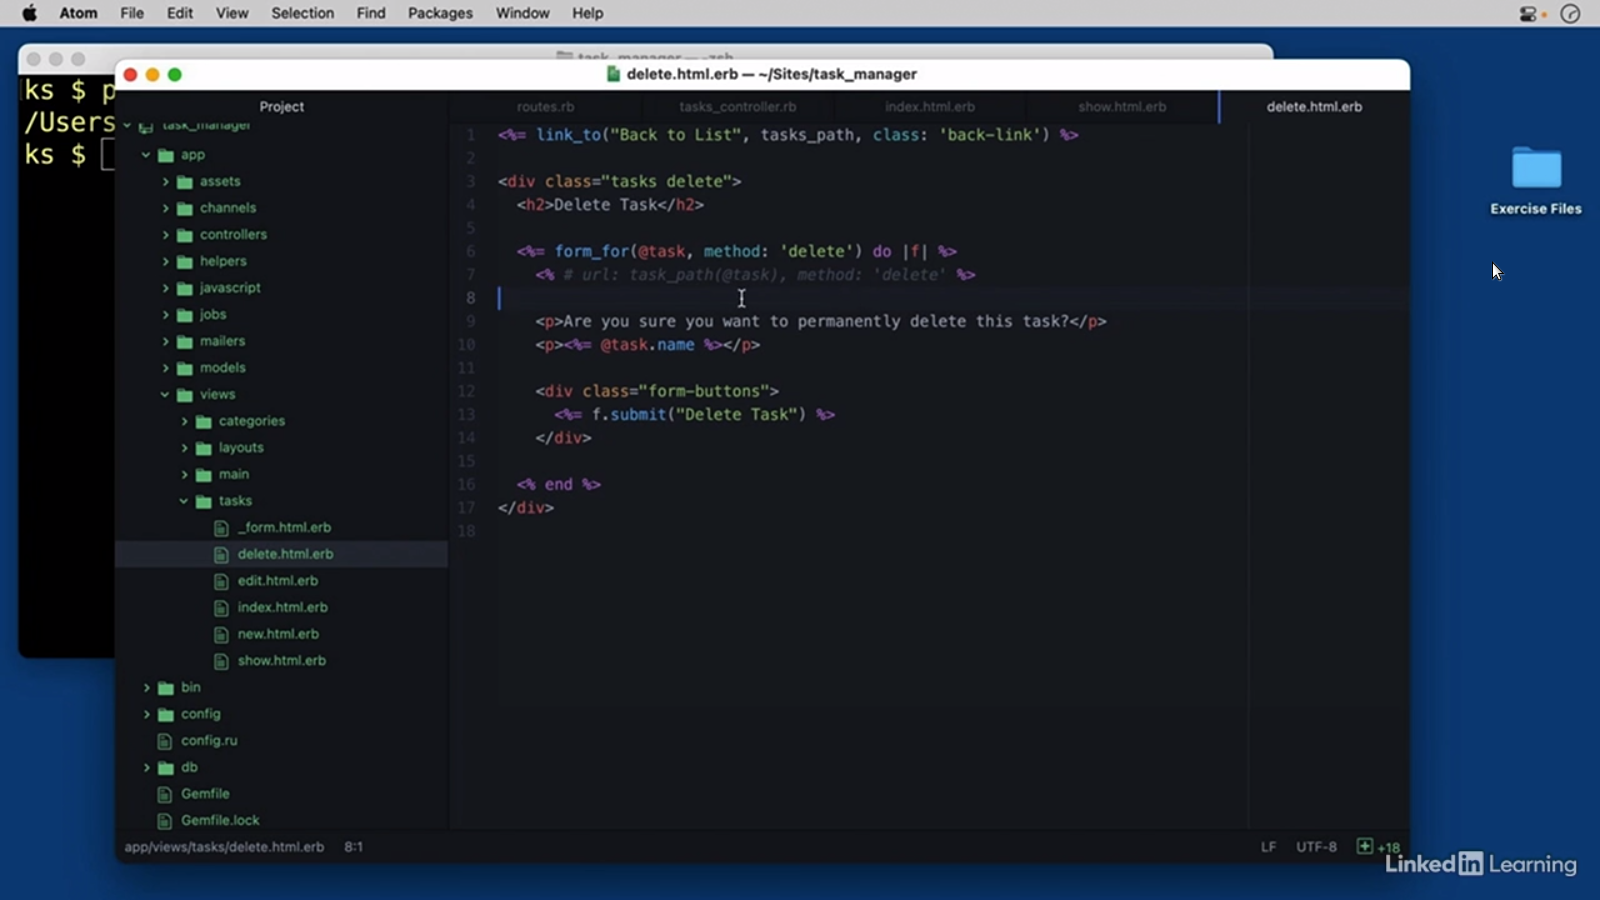 Atom File Edit View Selection Find Packages Window Help
task_manager — -zsh
delete.html.erb — ~/Sites/task_manager
ks $ p
/Users
ks $
Project
routes.rb
tasks_controller.rb
index.html.erb
show.html.erb
delete.html.erb
task_manager
app
assets
channels
controllers
helpers
javascript
jobs
mailers
models
views
categories
layouts
main
tasks
_form.html.erb
delete.html.erb
edit.html.erb
index.html.erb
new.html.erb
show.html.erb
bin
config
config.ru
db
Gemfile
Gemfile.lock
1 <%= link_to("Back to List", tasks_path, class: 'back-link') %>
2
3 <div class="tasks delete">
4 <h2>Delete Task</h2>
5
6 <%= form_for(@task, method: 'delete') do |f| %>
7 <% # url: task_path(@task), method: 'delete' %>
8
9 <p>Are you sure you want to permanently delete this task?</p>
10 <p><%= @task.name %></p>
11
12 <div class="form-buttons">
13 <%= f.submit("Delete Task") %>
14 </div>
15
16 <% end %>
17 </div>
18
app/views/tasks/delete.html.erb 8:1
LF UTF-8 +18
Exercise Files
LinkedIn Learning